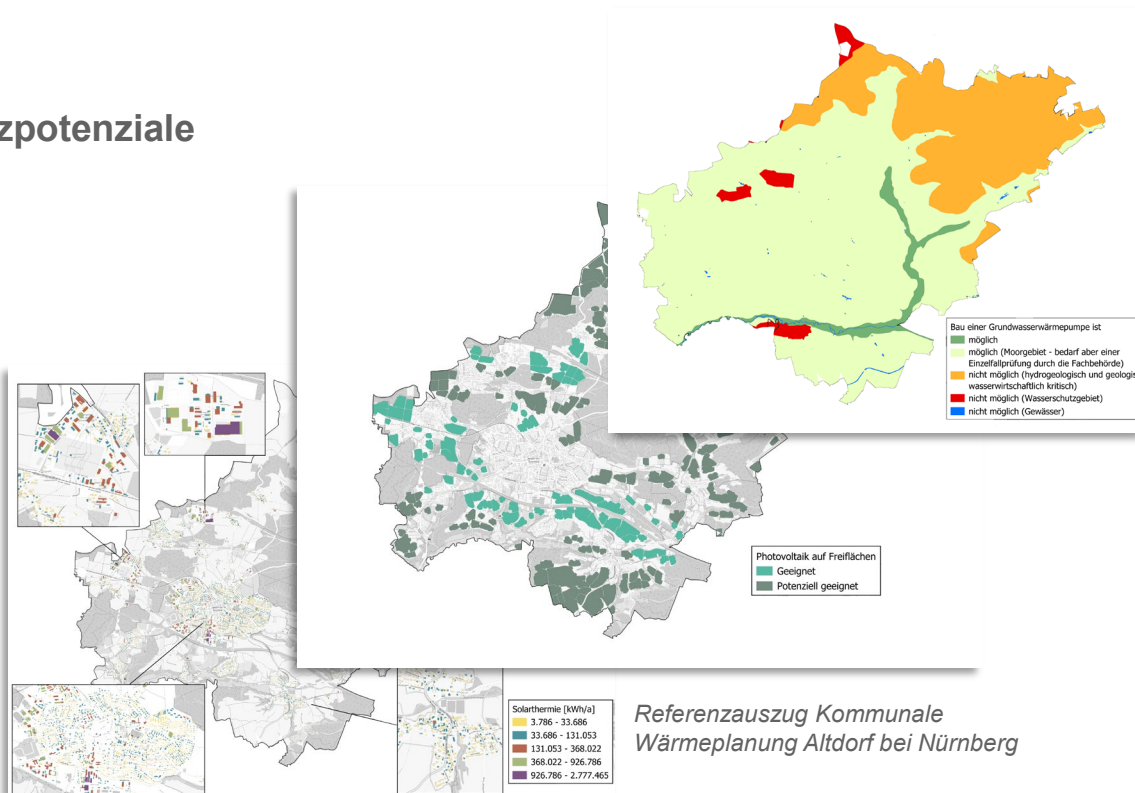 zpotenziale
Bau einer Grundwasserwärmepumpe ist
möglich
möglich (Moorgebiet - bedarf aber einer
Einzelfallprüfung durch die Fachbehörde)
nicht möglich (hydrogeologisch und geologis
wasserwirtschaftlich kritisch)
nicht möglich (Wasserschutzgebiet)
nicht möglich (Gewässer)
Photovoltaik auf Freiflächen
Geeignet
Potenziell geeignet
Solarthermie [kWh/a]
3.786 - 33.686
33.686 - 131.053
131.053 - 368.022
368.022 - 926.786
926.786 - 2.777.465
Referenzauszug Kommunale
Wärmeplanung Altdorf bei Nürnberg